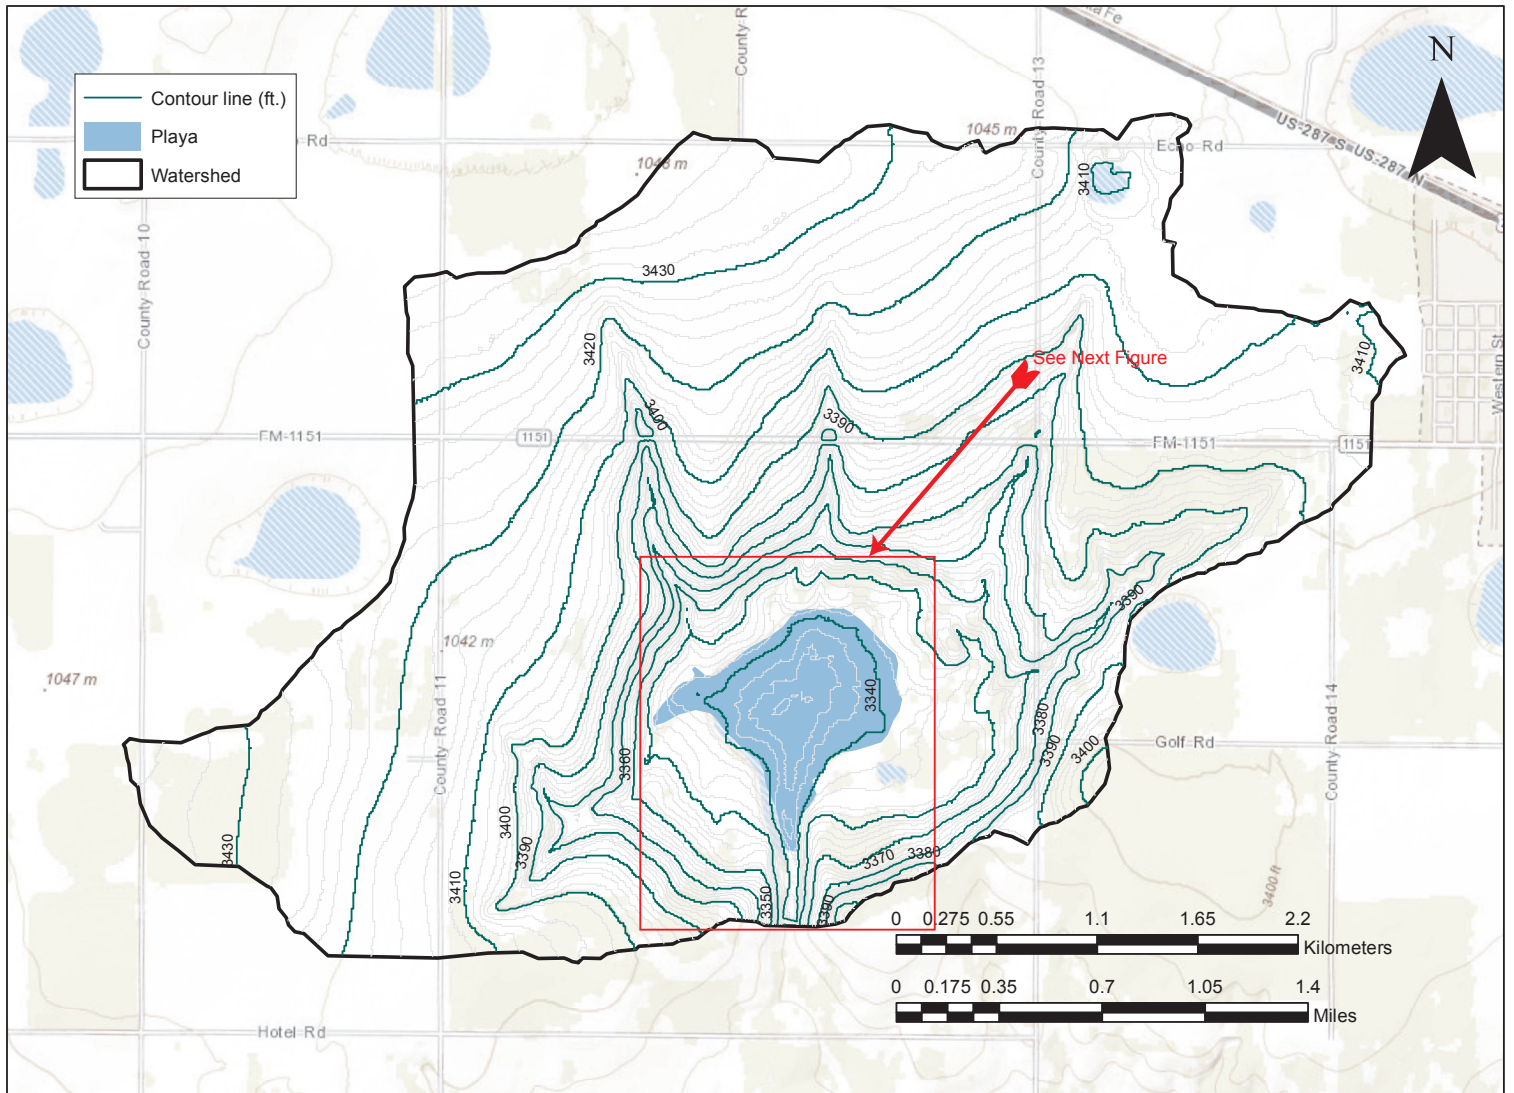 Contour line (ft.)
Playa
Watershed
Rd
County R
Fe
1045 m
County Road 13
Echo Rd
US-287-S-US-287-N
N
1048 m
3410
3430
County Road 10
3420
See Next Figure
3410
Western St
3400
3390
FM-1151
1151
FM-1151
1151
3390
1042 m
1047 m
3340
County Road 11
3380
3390
3400
Golf Rd
County Road 14
3360
3400
3390
3430
3370
3380
3410
3350
3390
3400 ft
0 0.275 0.55 1.1 1.65 2.2
Kilometers
0 0.175 0.35 0.7 1.05 1.4
Miles
Hotel Rd